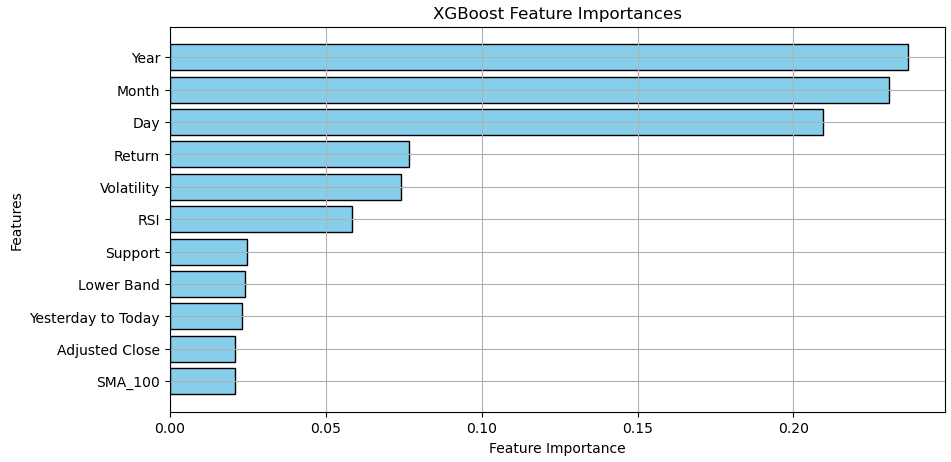 XGBoost Feature Importances
Year
Month
Day
Return
Volatility
RSI
Support
Lower Band
Yesterday to Today
Adjusted Close
SMA_100
Features
0.00 0.05 0.10 0.15 0.20
Feature Importance